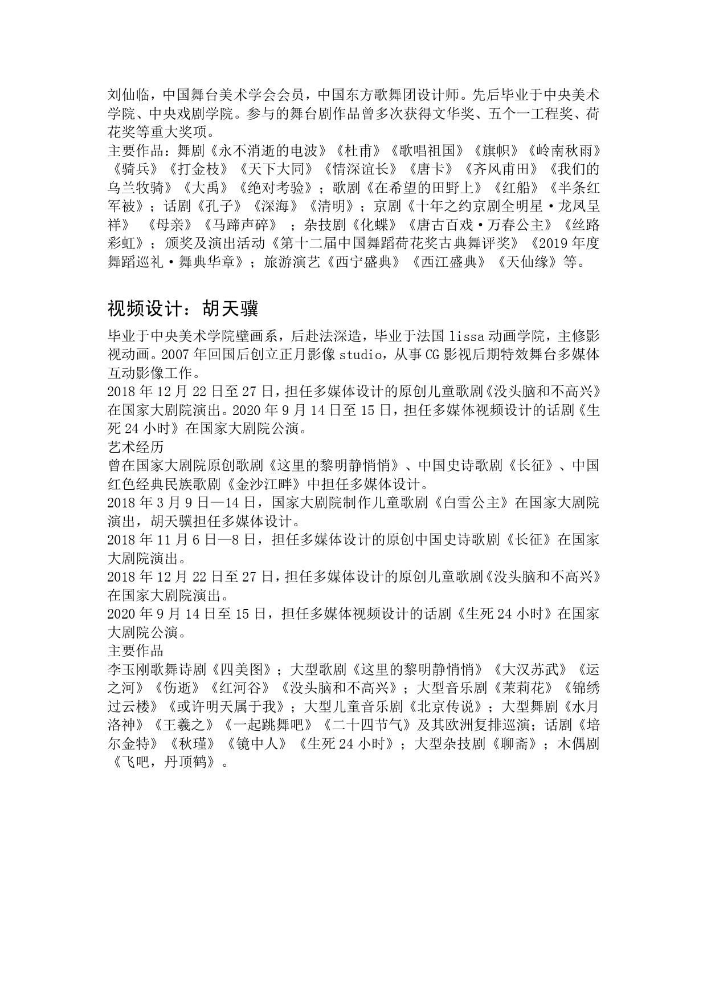 刘仙临，中国舞台美术学会会员，中国东方歌舞团设计师。先后毕业于中央美术
学院、中央戏剧学院。参与的舞台剧作品曾多次获得文华奖、五个一工程奖、荷
花奖等重大奖项。
主要作品：舞剧《永不消逝的电波》《杜甫》《歌唱祖国》《旗帜》《岭南秋雨》
《骑兵》《打金枝》《天下大同》《情深谊长》《唐卡》《齐风甫田》《我们的
乌兰牧骑》《大禹》《绝对考验》；歌剧《在希望的田野上》《红船》《半条红
军被》；话剧《孔子》《深海》《清明》；京剧《十年之约京剧全明星·龙凤呈
祥》 《母亲》《马蹄声碎》 ；杂技剧《化蝶》《唐古百戏·万春公主》《丝路
彩虹》；颁奖及演出活动《第十二届中国舞蹈荷花奖古典舞评奖》《2019 年度
舞蹈巡礼·舞典华章》；旅游演艺《西宁盛典》《西江盛典》《天仙缘》等。
视频设计：胡天骥
毕业于中央美术学院壁画系，后赴法深造，毕业于法国 lissa 动画学院，主修影
视动画。2007 年回国后创立正月影像 studio，从事 CG 影视后期特效舞台多媒体
互动影像工作。
2018 年 12 月 22 日至 27 日，担任多媒体设计的原创儿童歌剧《没头脑和不高兴》
在国家大剧院演出。2020 年 9 月 14 日至 15 日，担任多媒体视频设计的话剧《生
死 24 小时》在国家大剧院公演。
艺术经历
曾在国家大剧院原创歌剧《这里的黎明静悄悄》、中国史诗歌剧《长征》、中国
红色经典民族歌剧《金沙江畔》中担任多媒体设计。
2018 年 3 月 9 日—14 日，国家大剧院制作儿童歌剧《白雪公主》在国家大剧院
演出，胡天骥担任多媒体设计。
2018 年 11 月 6 日—8 日，担任多媒体设计的原创中国史诗歌剧《长征》在国家
大剧院演出。
2018 年 12 月 22 日至 27 日，担任多媒体设计的原创儿童歌剧《没头脑和不高兴》
在国家大剧院演出。
2020 年 9 月 14 日至 15 日，担任多媒体视频设计的话剧《生死 24 小时》在国家
大剧院公演。
主要作品
李玉刚歌舞诗剧《四美图》；大型歌剧《这里的黎明静悄悄》《大汉苏武》《运
之河》《伤逝》《红河谷》《没头脑和不高兴》；大型音乐剧《茉莉花》《锦绣
过云楼》《或许明天属于我》；大型儿童音乐剧《北京传说》；大型舞剧《水月
洛神》《王羲之》《一起跳舞吧》《二十四节气》及其欧洲复排巡演；话剧《培
尔金特》《秋瑾》《镜中人》《生死 24 小时》；大型杂技剧《聊斋》；木偶剧
《飞吧，丹顶鹤》。